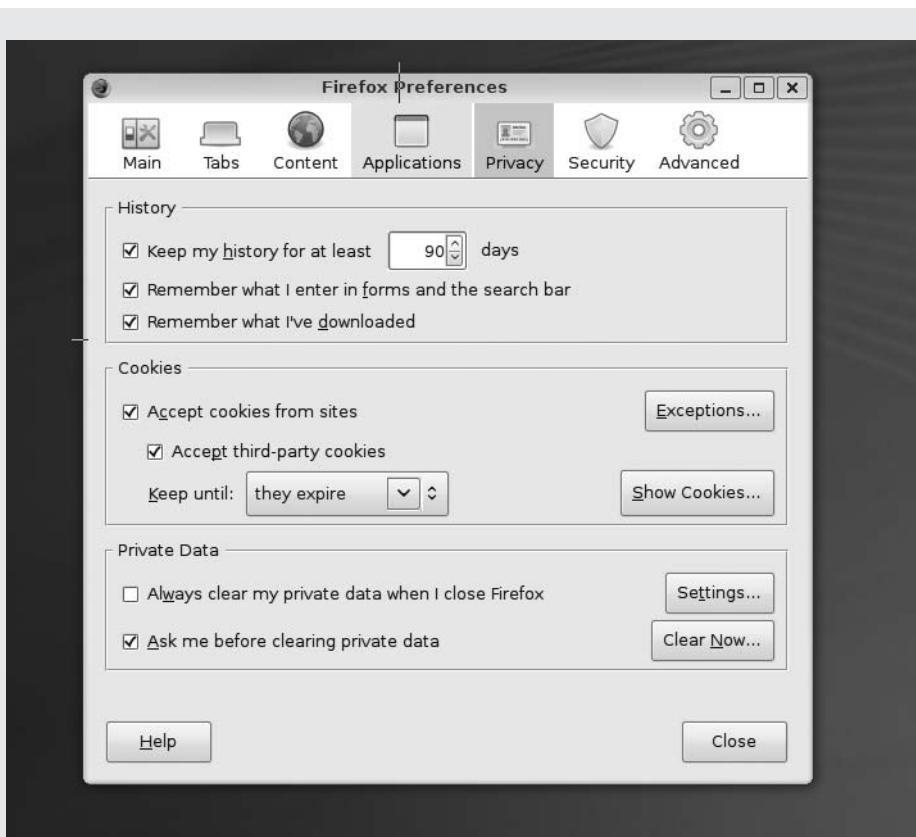 Firefox Preferences
Main Tabs Content Applications Privacy Security Advanced
History
Keep my history for at least 90 days
Remember what I enter in forms and the search bar
Remember what I've downloaded
Cookies
Accept cookies from sites Exceptions...
Accept third-party cookies
Keep until: they expire Show Cookies...
Private Data
Always clear my private data when I close Firefox Settings...
Ask me before clearing private data Clear Now...
Help Close